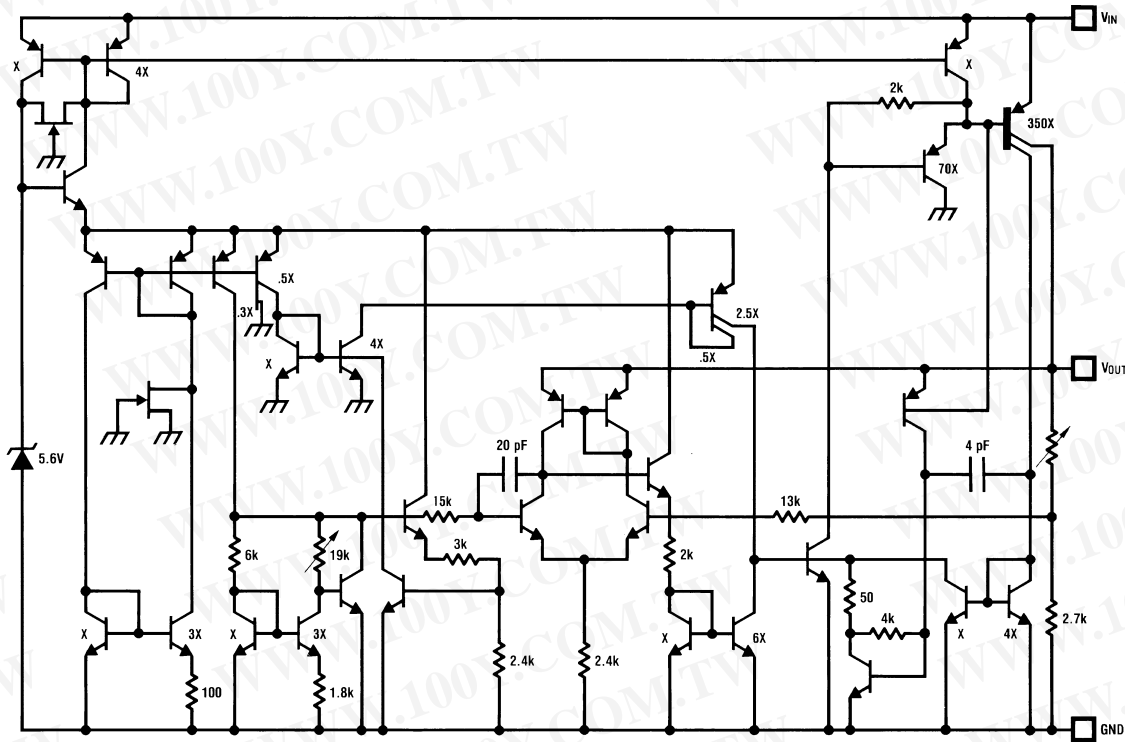 V_IN
X
4X
X
2k
350X
70X
.5X
.3X
2.5X
X
4X
.5X
V_OUT
5.6V
20 pF
4 pF
15k
13k
6k
19k
3k
2k
50
4k
X
3X
X
3X
X
6X
X
4X
2.7k
100
1.8k
2.4k
2.4k
GND
WWW.100Y.COM.TW